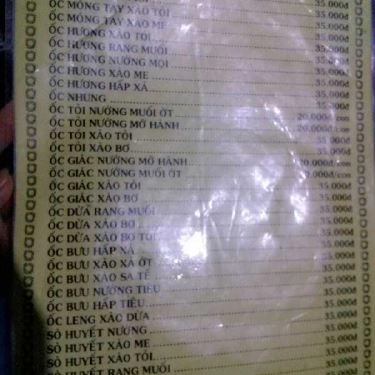 ỐC MÓNG TAY XÀO TỎI 35.000đ
ỐC MÓNG TAY XÀO ME 35.000đ
ỐC HƯƠNG XÀO TỎI 35.000đ
ỐC HƯƠNG RANG MUỐI 35.000đ
ỐC HƯƠNG NƯỚNG MỌI 35.000đ
ỐC HƯƠNG XÀO ME 35.000đ
ỐC HƯƠNG HẤP XẢ 35.000đ
ỐC NHUNG 35.000đ
ỐC TỎI NƯỚNG MUỐI ỚT 20.000đ/con
ỐC TỎI NƯỚNG MỠ HÀNH 20.000đ/con
ỐC TỎI XÀO TỎI 35.000đ
ỐC TỎI XÀO BƠ 35.000đ
ỐC GIÁC NƯỚNG MỠ HÀNH 20.000đ/con
ỐC GIÁC NƯỚNG MUỐI ỚT 0.000đ/con
ỐC GIÁC XÀO TỎI 35.000đ
ỐC GIÁC XÀO BƠ 35.000đ
ỐC DỪA RANG MUỐI 35.000đ
ỐC DỪA XÀO BƠ 35.000đ
ỐC DỪA XÀO BƠ TỎI 35.000đ
ỐC BƯU HẤP XẢ 35.000đ
ỐC BƯU XÀO XẢ ỚT 35.000đ
ỐC BƯU XÀO SA TẾ 35.000đ
ỐC BƯU NƯỚNG TIÊU 35.000đ
ỐC BƯU HẤP TIÊU 35.000đ
ỐC LENG XÀO DỪA 35.000đ
SÒ HUYẾT NƯỚNG 35.000đ
SÒ HUYẾT XÀO ME 35.000đ
SÒ HUYẾT XÀO TỎI 35.000đ
SÒ HUYẾT RANG MUỐI 35.000đ